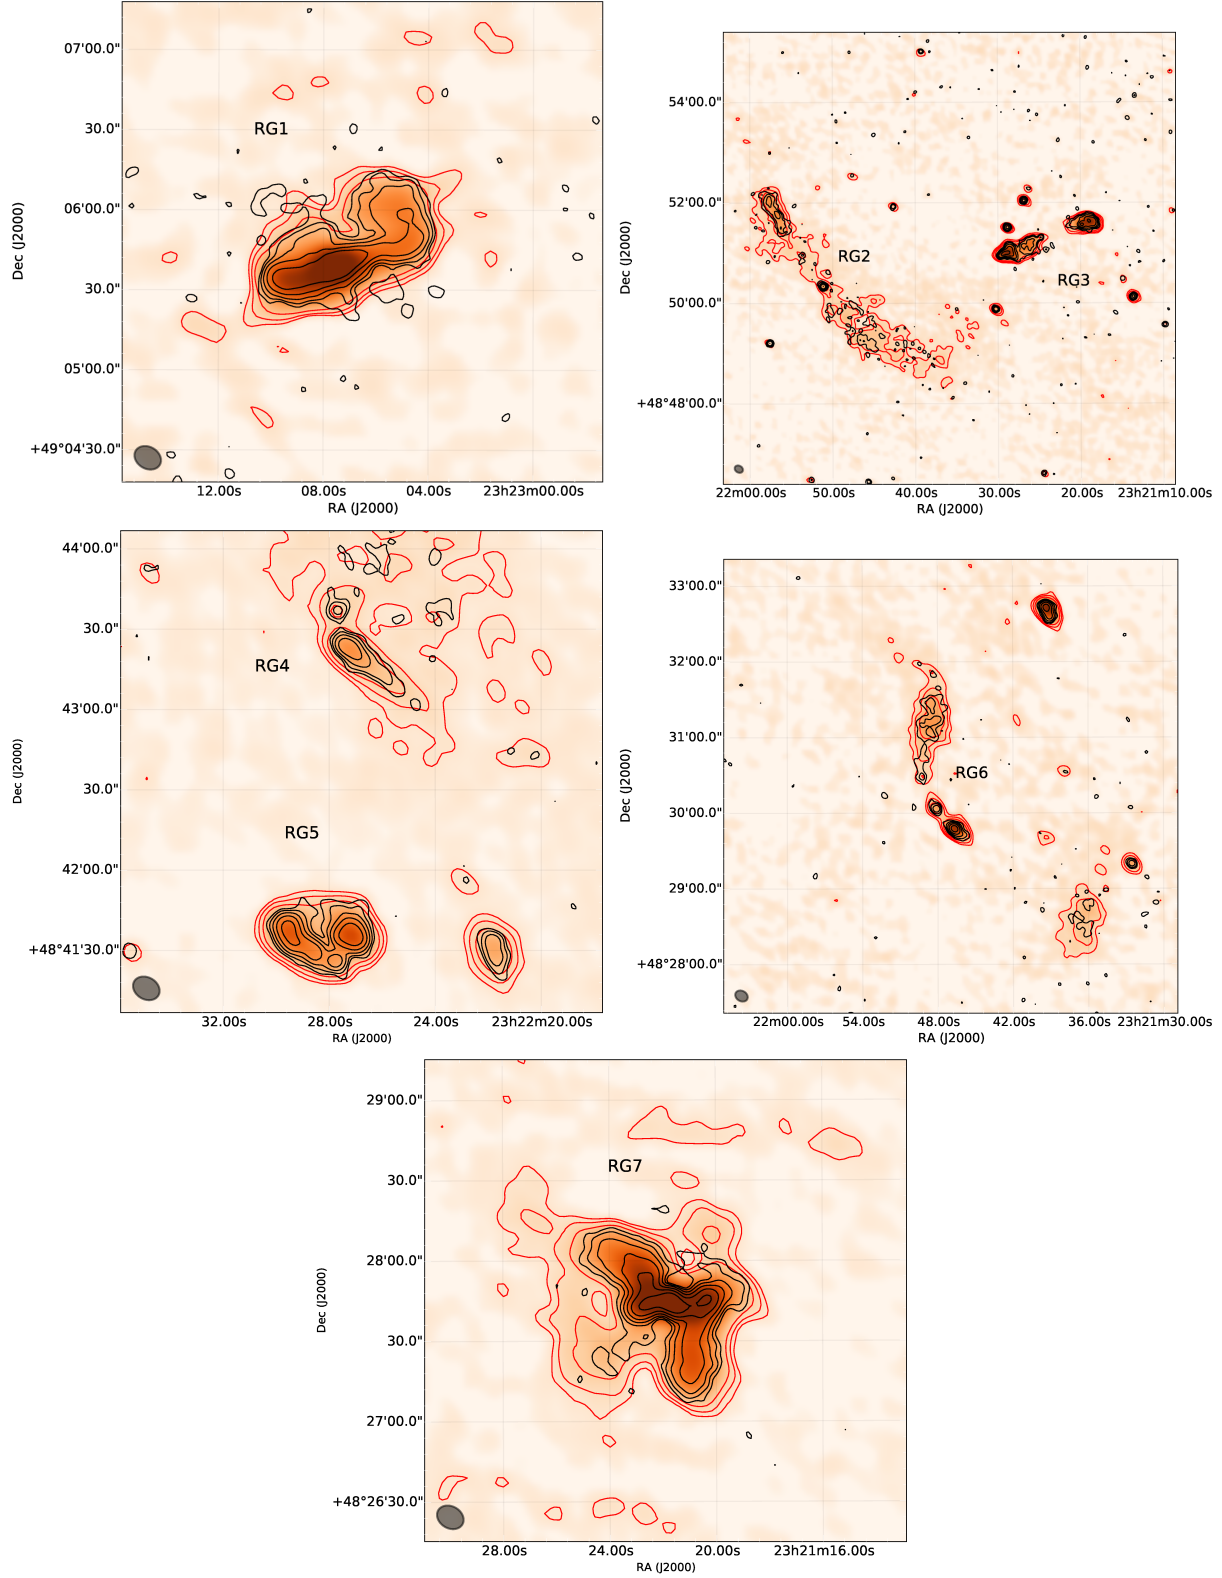 07'00.0"
30.0"
06'00.0"
30.0"
05'00.0"
+49°04'30.0"
Dec (J2000)
RG1
12.00s 08.00s 04.00s 23h23m00.00s
RA (J2000)
54'00.0"
52'00.0"
50'00.0"
+48°48'00.0"
Dec (J2000)
RG2
RG3
22m00.00s 50.00s 40.00s 30.00s 20.00s 23h21m10.00s
RA (J2000)
44'00.0"
30.0"
43'00.0"
30.0"
42'00.0"
+48°41'30.0"
Dec (J2000)
RG4
RG5
32.00s 28.00s 24.00s 23h22m20.00s
RA (J2000)
33'00.0"
32'00.0"
31'00.0"
30'00.0"
29'00.0"
+48°28'00.0"
Dec (J2000)
RG6
22m00.00s 54.00s 48.00s 42.00s 36.00s 23h21m30.00s
RA (J2000)
29'00.0"
30.0"
28'00.0"
30.0"
27'00.0"
+48°26'30.0"
Dec (J2000)
RG7
28.00s 24.00s 20.00s 23h21m16.00s
RA (J2000)